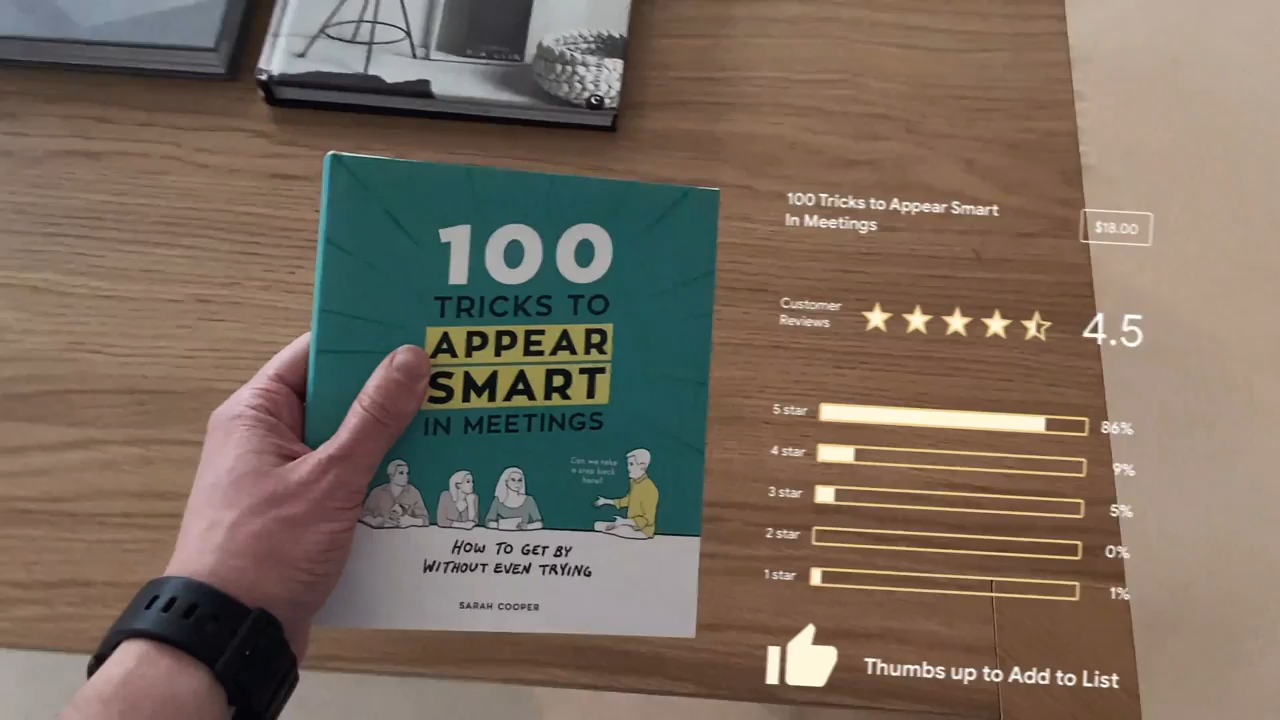 100
TRICKS TO
APPEAR
SMART
IN MEETINGS
Can we take
a step back
here?
HOW TO GET BY
WITHOUT EVEN TRYING
SARAH COOPER
100 Tricks to Appear Smart
In Meetings
$18.00
Customer
Reviews
4.5
5 star 86%
4 star 9%
3 star 5%
2 star 0%
1 star 1%
Thumbs up to Add to List